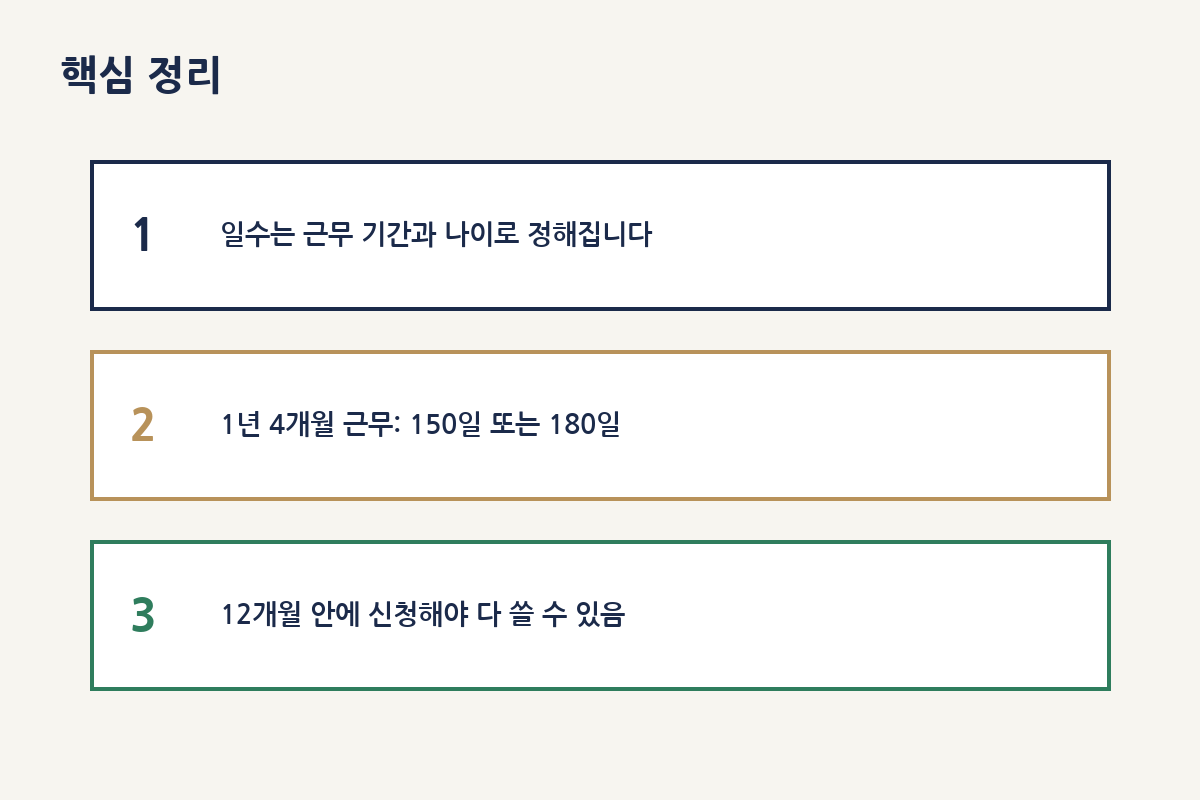 핵심 정리
1
일수는 근무 기간과 나이로 정해집니다
2
1년 4개월 근무: 150일 또는 180일
3
12개월 안에 신청해야 다 쓸 수 있음